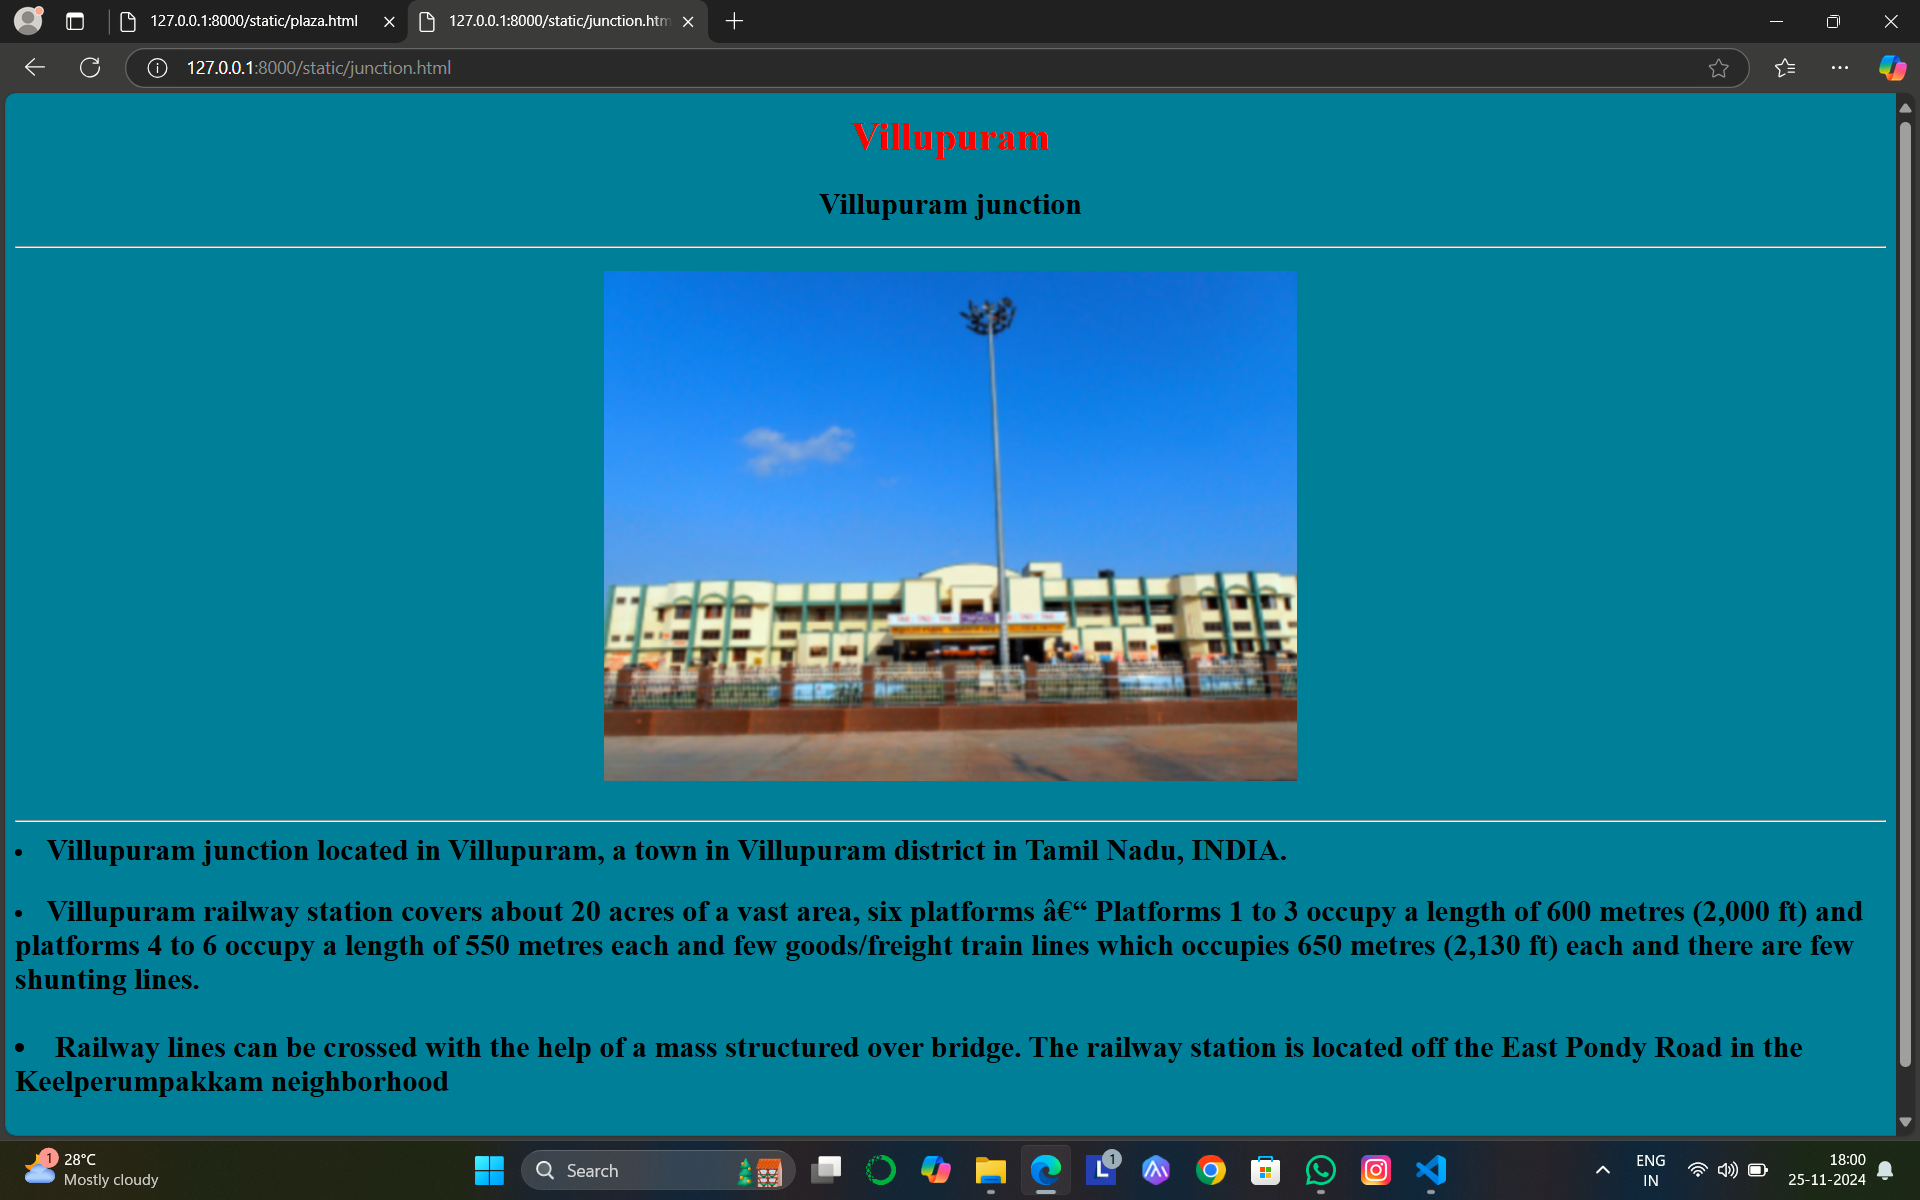 127.0.0.1:8000/static/plaza.html
127.0.0.1:8000/static/junction.htm
127.0.0.1:8000/static/junction.html
Villupuram
Villupuram junction
• Villupuram junction located in Villupuram, a town in Villupuram district in Tamil Nadu, INDIA.
• Villupuram railway station covers about 20 acres of a vast area, six platforms â€“ Platforms 1 to 3 occupy a length of 600 metres (2,000 ft) and
platforms 4 to 6 occupy a length of 550 metres each and few goods/freight train lines which occupies 650 metres (2,130 ft) each and there are few
shunting lines.
• Railway lines can be crossed with the help of a mass structured over bridge. The railway station is located off the East Pondy Road in the
Keelperumpakkam neighborhood
1
28°C
Mostly cloudy
Search
L
1
ENG
IN
18:00
25-11-2024